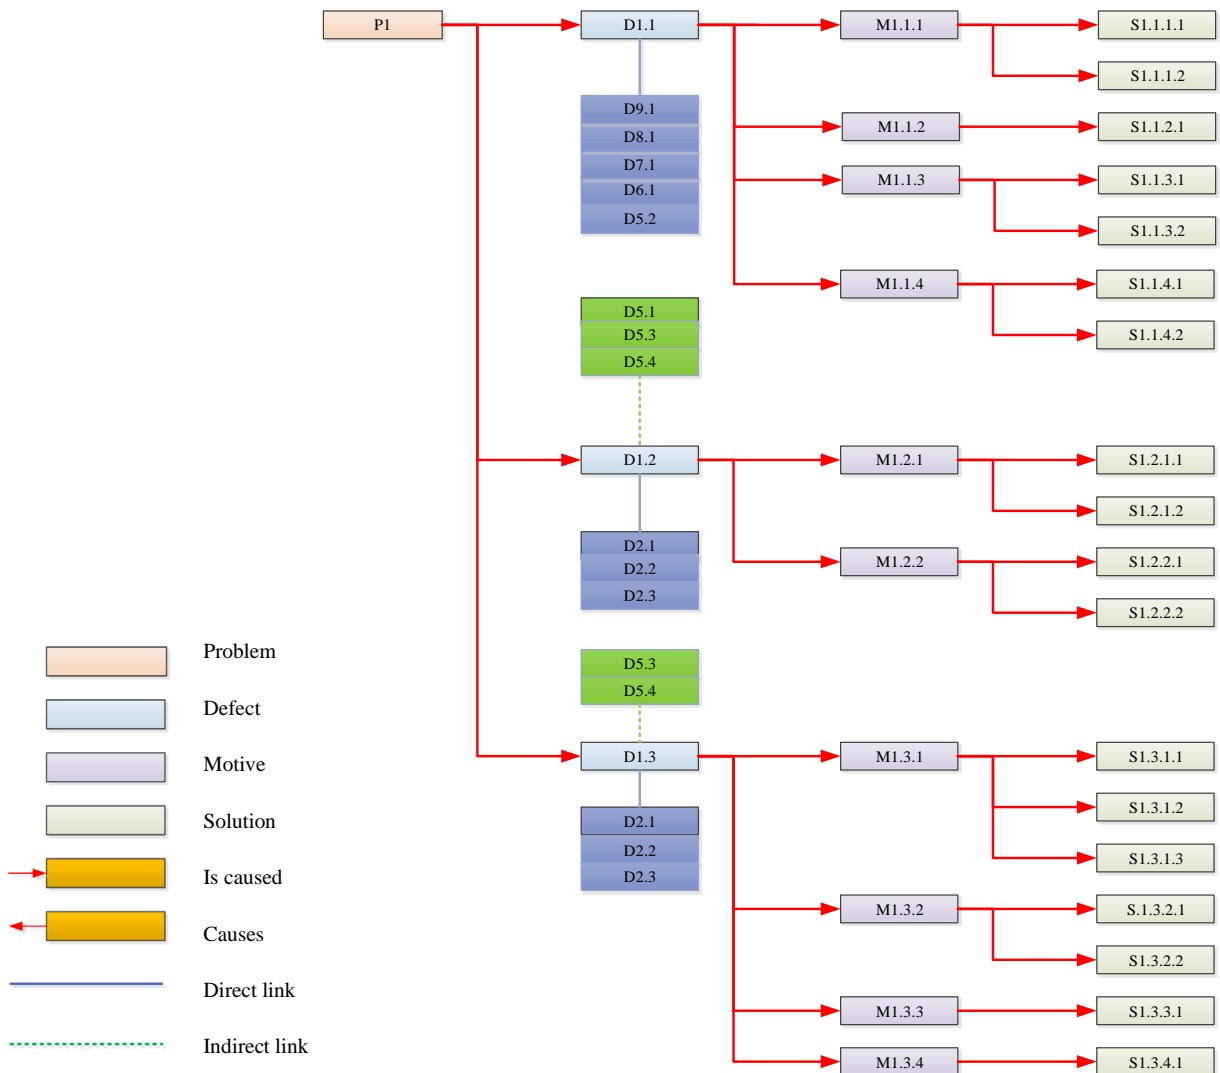 P1
D1.1
M1.1.1
S1.1.1.1
S1.1.1.2
D9.1
D8.1
D7.1
D6.1
D5.2
M1.1.2
S1.1.2.1
M1.1.3
S1.1.3.1
S1.1.3.2
M1.1.4
S1.1.4.1
S1.1.4.2
D5.1
D5.3
D5.4
D1.2
M1.2.1
S1.2.1.1
S1.2.1.2
D2.1
D2.2
D2.3
M1.2.2
S1.2.2.1
S1.2.2.2
D5.3
D5.4
D1.3
M1.3.1
S1.3.1.1
S1.3.1.2
S1.3.1.3
D2.1
D2.2
D2.3
M1.3.2
S.1.3.2.1
S1.3.2.2
M1.3.3
S1.3.3.1
M1.3.4
S1.3.4.1
Problem
Defect
Motive
Solution
Is caused
Causes
Direct link
Indirect link